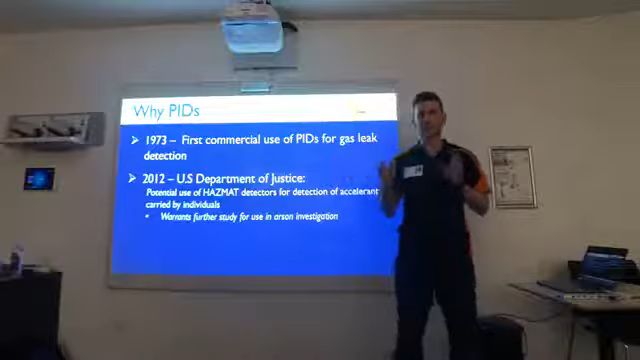 Why PIDs
➢ 1973 – First commercial use of PIDs for gas leak
detection
➢ 2012 – U.S Department of Justice:
Potential use of HAZMAT detectors for detection of accelerant
carried by individuals
• Warrants further study for use in arson investigation